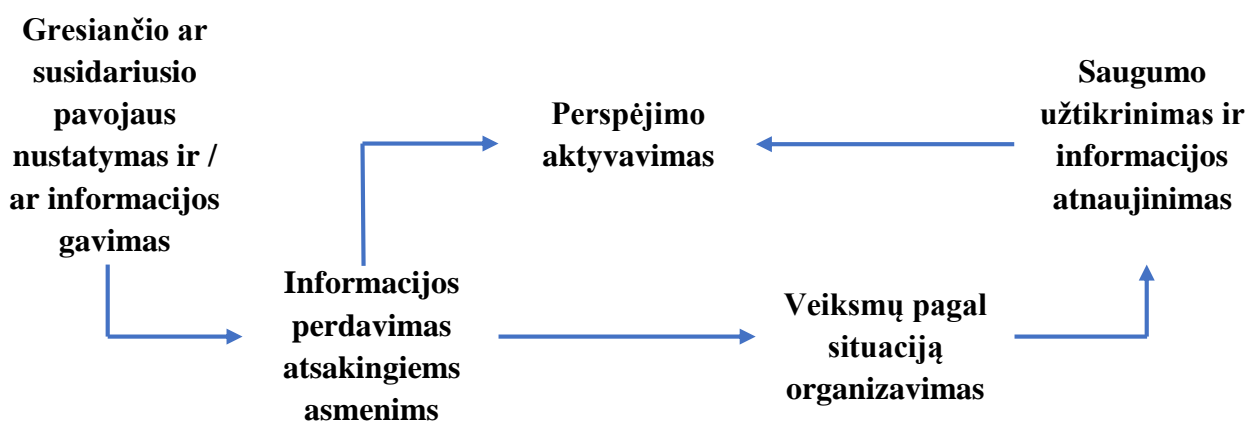 Gresiančio ar
susidariusio
pavojaus
nustatymas ir /
ar informacijos
gavimas
Informacijos
perdavimas
atsakingiems
asmenims
Perspėjimo
aktyvavimas
Veiksmų pagal
situaciją
organizavimas
Saugumo
užtikrinimas ir
informacijos
atnaujinimas